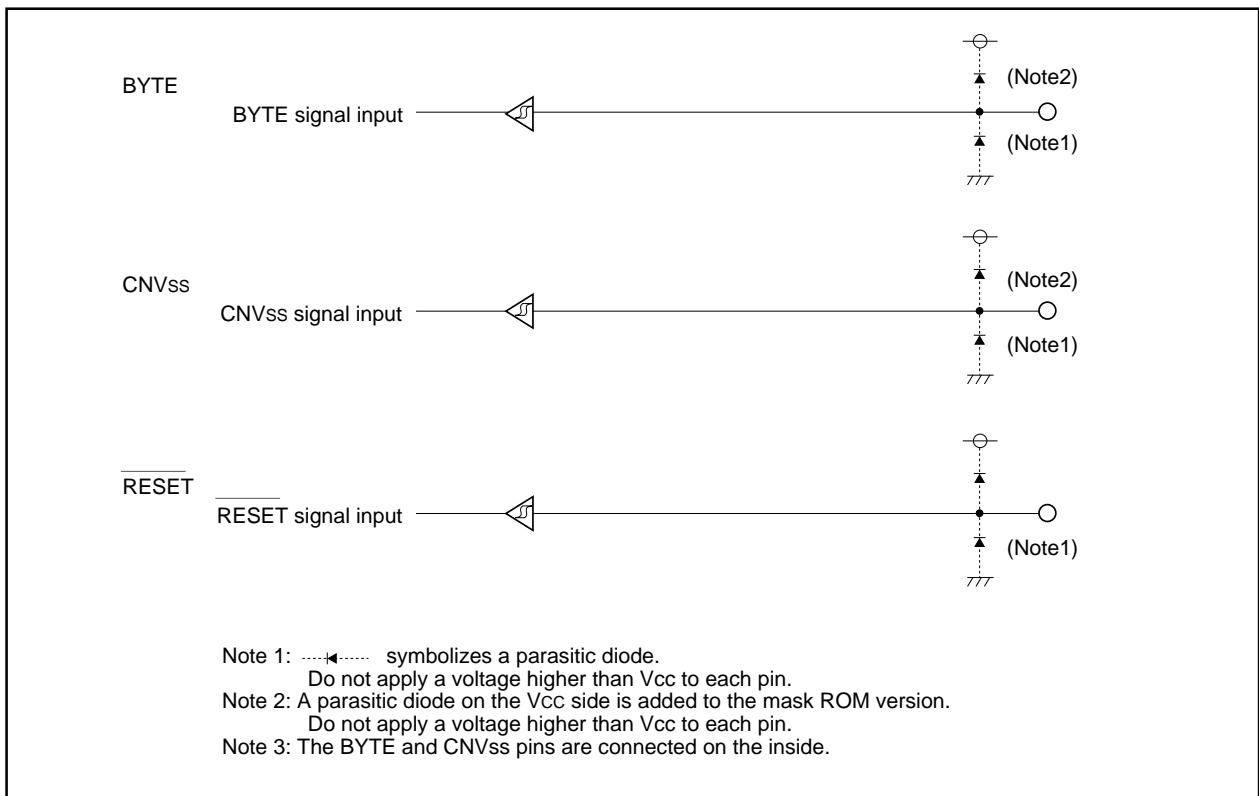 BYTE
BYTE signal input
(Note2)
(Note1)
CNVss
CNVss signal input
(Note2)
(Note1)
RESET
RESET signal input
(Note1)
Note 1: symbolizes a parasitic diode.
Do not apply a voltage higher than Vcc to each pin.
Note 2: A parasitic diode on the Vcc side is added to the mask ROM version.
Do not apply a voltage higher than Vcc to each pin.
Note 3: The BYTE and CNVss pins are connected on the inside.